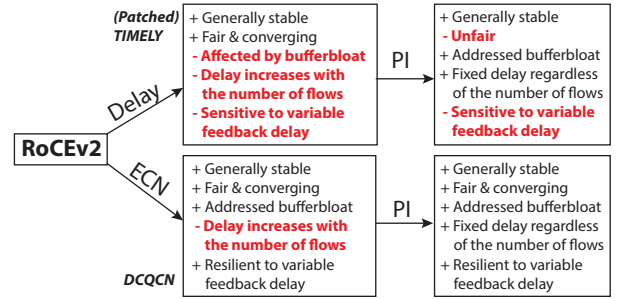 (Patched)
TIMELY
+ Generally stable
+ Fair & converging
- Affected by bufferbloat
- Delay increases with
the number of flows
- Sensitive to variable
feedback delay
PI
+ Generally stable
- Unfair
+ Addressed bufferbloat
+ Fixed delay regardless
of the number of flows
- Sensitive to variable
feedback delay
Delay
RoCEv2
ECN
+ Generally stable
+ Fair & converging
+ Addressed bufferbloat
- Delay increases with
the number of flows
+ Resilient to variable
feedback delay
DCQCN
PI
+ Generally stable
+ Fair & converging
+ Addressed bufferbloat
+ Fixed delay regardless
of the number of flows
+ Resilient to variable
feedback delay